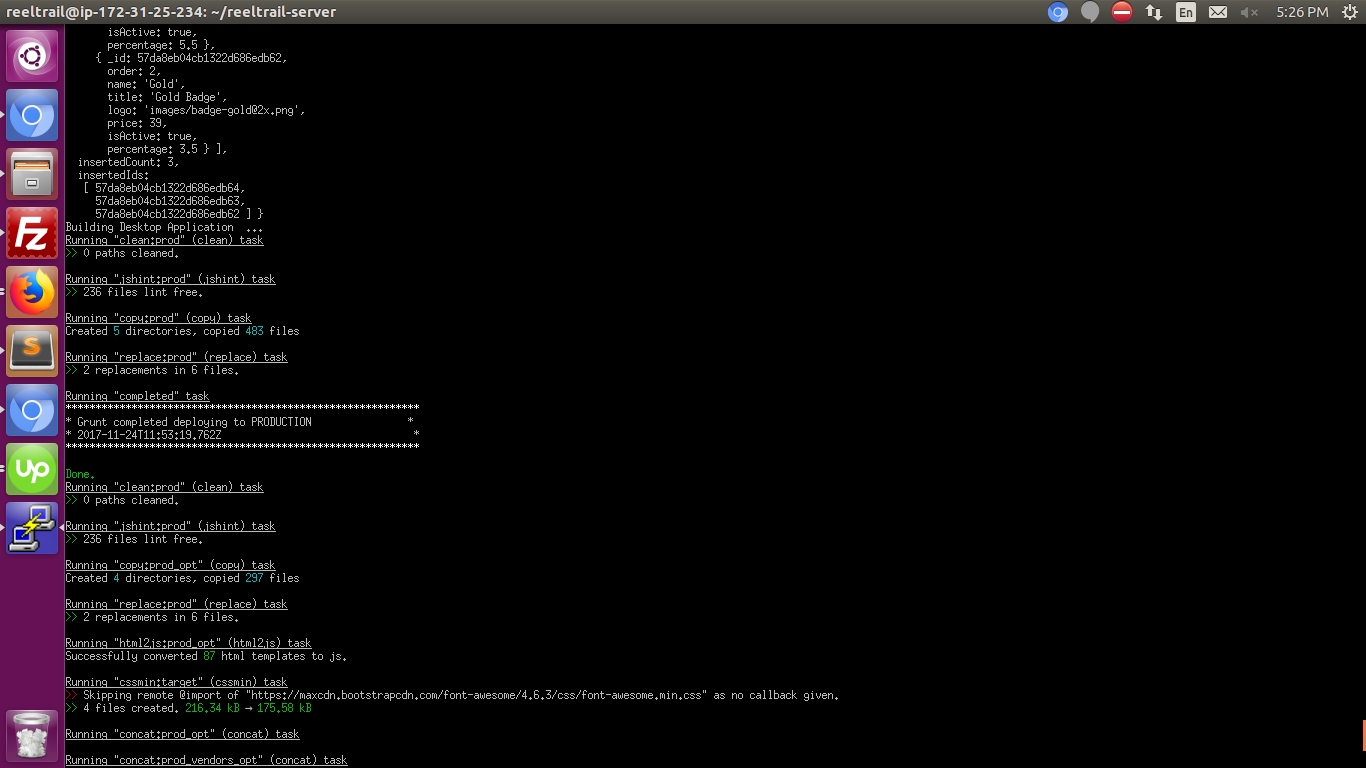 reeltrail@ip-172-31-25-234: ~/reeltrail-server
En
5:26 PM
isActive: true,
percentage: 5.5 },
{ _id: 57da8eb04cb1322d686edb62,
order: 2,
name: 'Gold',
title: 'Gold Badge',
logo: 'images/badge-gold@2x.png',
price: 39,
isActive: true,
percentage: 3.5 } ],
insertedCount: 3,
insertedIds:
[ 57da8eb04cb1322d686edb64,
57da8eb04cb1322d686edb63,
57da8eb04cb1322d686edb62 ] }
Building Desktop Application  ...
Running "clean:prod" (clean) task
>> 0 paths cleaned.
Running "jshint:prod" (jshint) task
>> 236 files lint free.
Running "copy:prod" (copy) task
Created 5 directories, copied 483 files
Running "replace:prod" (replace) task
>> 2 replacements in 6 files.
Running "completed" task
***********************************************************
* Grunt completed deploying to PRODUCTION                *
* 2017-11-24T11:53:19.762Z                                *
***********************************************************
Done.
Running "clean:prod" (clean) task
>> 0 paths cleaned.
Running "jshint:prod" (jshint) task
>> 236 files lint free.
Running "copy:prod_opt" (copy) task
Created 4 directories, copied 297 files
Running "replace:prod" (replace) task
>> 2 replacements in 6 files.
Running "html2js:prod_opt" (html2js) task
Successfully converted 87 html templates to js.
Running "cssmin:target" (cssmin) task
>> Skipping remote @import of "https://maxcdn.bootstrapcdn.com/font-awesome/4.6.3/css/font-awesome.min.css" as no callback given.
>> 4 files created. 216.34 kB → 175.58 kB
Running "concat:prod_opt" (concat) task
Running "concat:prod_vendors_opt" (concat) task
Fz
S
up